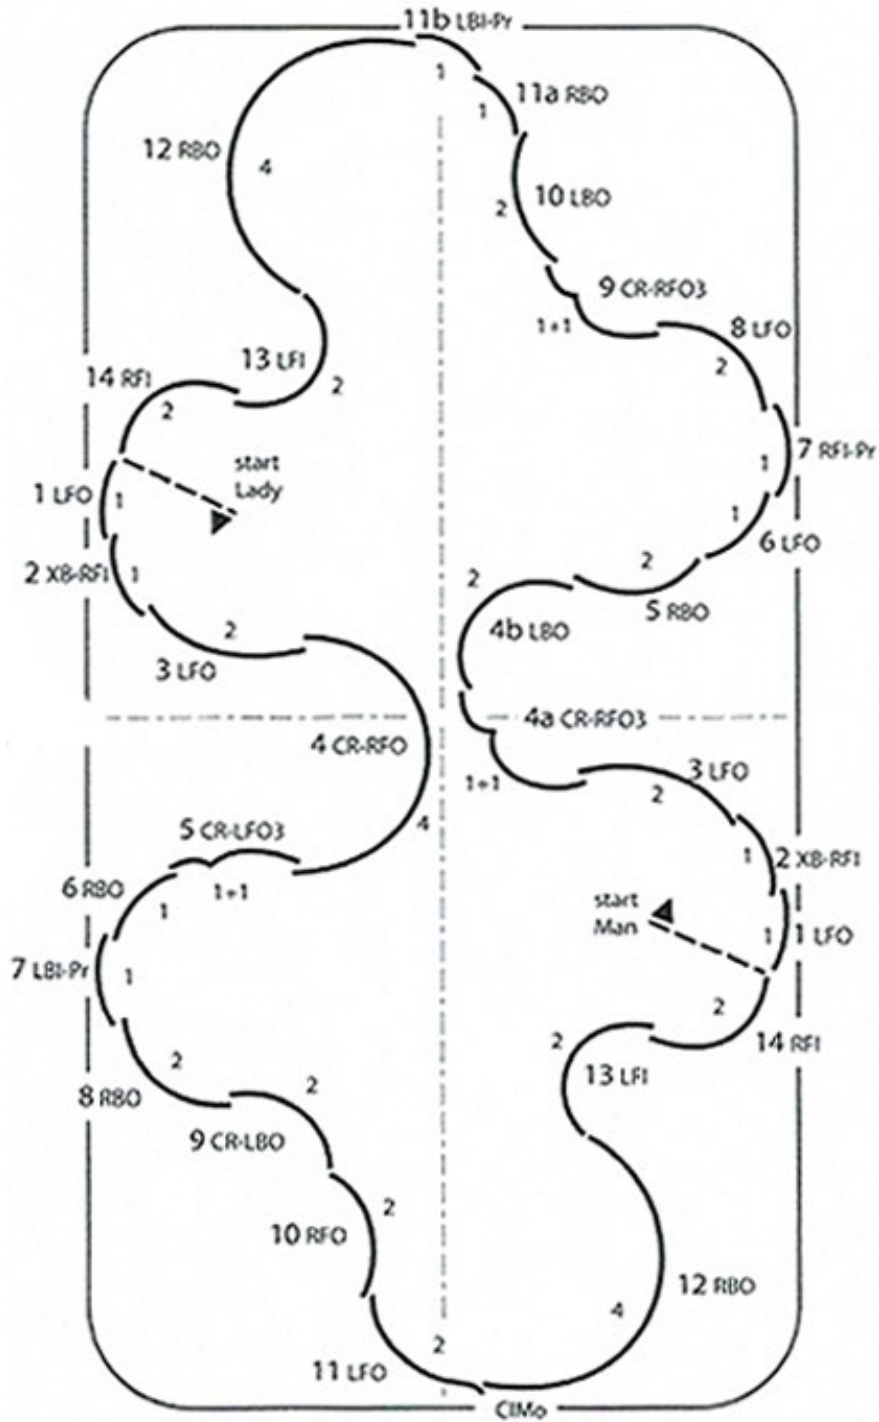 11b LBI-Pr
1
11a RBO
1
12 RBO
4
10 LBO
2
9 CR-RFO3
1+1
8 LFO
2
13 LFI
2
14 RFI
2
7 RFI-Pr
1
start
Lady
1 LFO
1
1
6 LFO
2 XB-RFI
1
2
5 RBO
2
4b LBO
2
3 LFO
4a CR-RFO3
4 CR-RFO
1+1
3 LFO
2
4
5 CR-LFO3
1+1
2 XB-RFI
1
6 RBO
1
start
Man
1 LFO
1
7 LBI-Pr
1
2
14 RFI
2
13 LFI
2
8 RBO
2
9 CR-LBO
2
10 RFO
12 RBO
4
2
11 LFO
ClMo